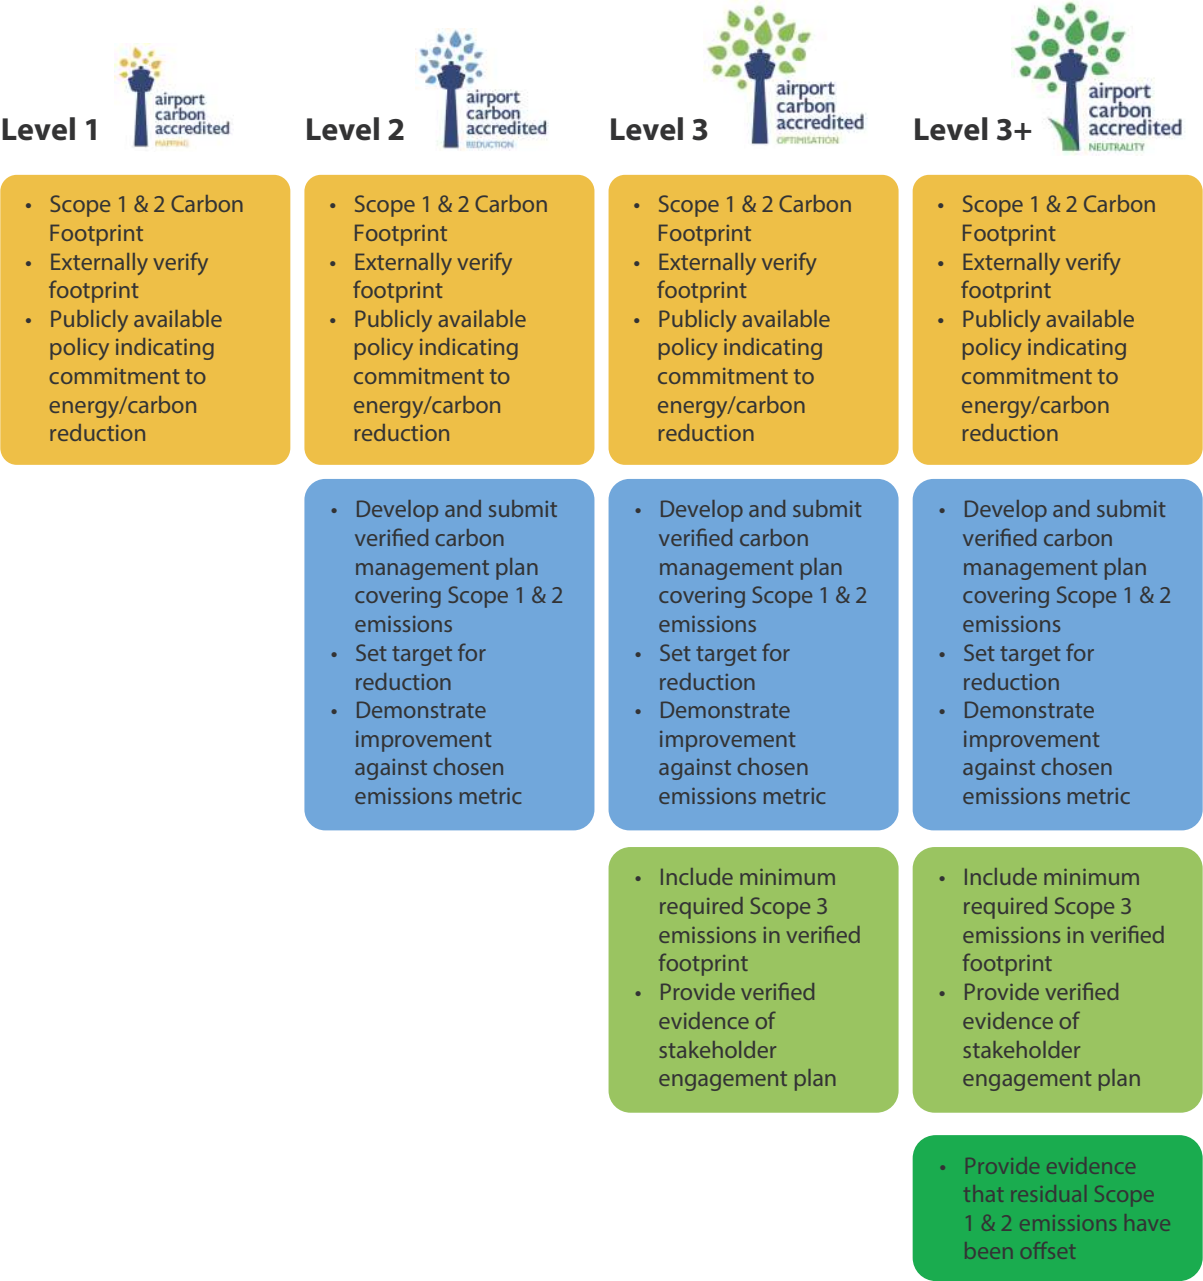 Level 1
airport
carbon
accredited
MAPPING
Level 2
airport
carbon
accredited
REDUCTION
Level 3
airport
carbon
accredited
OPTIMISATION
Level 3+
airport
carbon
accredited
NEUTRALITY
• Scope 1 & 2 Carbon
Footprint
• Externally verify
footprint
• Publicly available
policy indicating
commitment to
energy/carbon
reduction
• Scope 1 & 2 Carbon
Footprint
• Externally verify
footprint
• Publicly available
policy indicating
commitment to
energy/carbon
reduction
• Scope 1 & 2 Carbon
Footprint
• Externally verify
footprint
• Publicly available
policy indicating
commitment to
energy/carbon
reduction
• Scope 1 & 2 Carbon
Footprint
• Externally verify
footprint
• Publicly available
policy indicating
commitment to
energy/carbon
reduction
• Develop and submit
verified carbon
management plan
covering Scope 1 & 2
emissions
• Set target for
reduction
• Demonstrate
improvement
against chosen
emissions metric
• Develop and submit
verified carbon
management plan
covering Scope 1 & 2
emissions
• Set target for
reduction
• Demonstrate
improvement
against chosen
emissions metric
• Develop and submit
verified carbon
management plan
covering Scope 1 & 2
emissions
• Set target for
reduction
• Demonstrate
improvement
against chosen
emissions metric
• Include minimum
required Scope 3
emissions in verified
footprint
• Provide verified
evidence of
stakeholder
engagement plan
• Include minimum
required Scope 3
emissions in verified
footprint
• Provide verified
evidence of
stakeholder
engagement plan
• Provide evidence
that residual Scope
1 & 2 emissions have
been offset